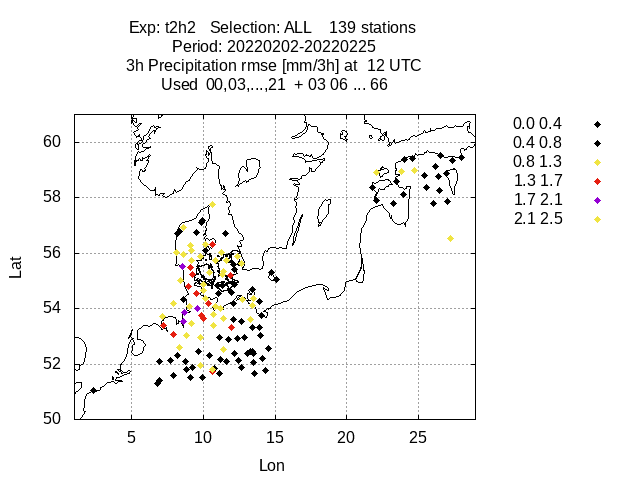 Exp: t2h2   Selection: ALL    139 stations
Period: 20220202-20220225
3h Precipitation rmse [mm/3h] at  12 UTC
Used  00,03,...,21  + 03 06 ... 66
0.0 0.4
0.4 0.8
0.8 1.3
1.3 1.7
1.7 2.1
2.1 2.5
60
58
56
54
52
50
Lat
5
10
15
20
25
Lon